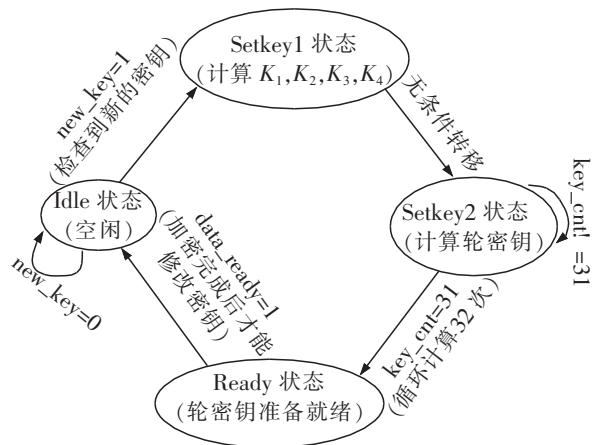 Setkey1 状态
(计算 K₁,K₂,K₃,K₄)
new_key=1
(检查到新的密钥)
无条件转移
Idle 状态
(空闲)
new_key=0
Setkey2 状态
(计算轮密钥)
key_cnt! =31
data_ready=1
(加密完成后才能
修改密钥)
key_cnt=31
(循环计算32 次)
Ready 状态
(轮密钥准备就绪)